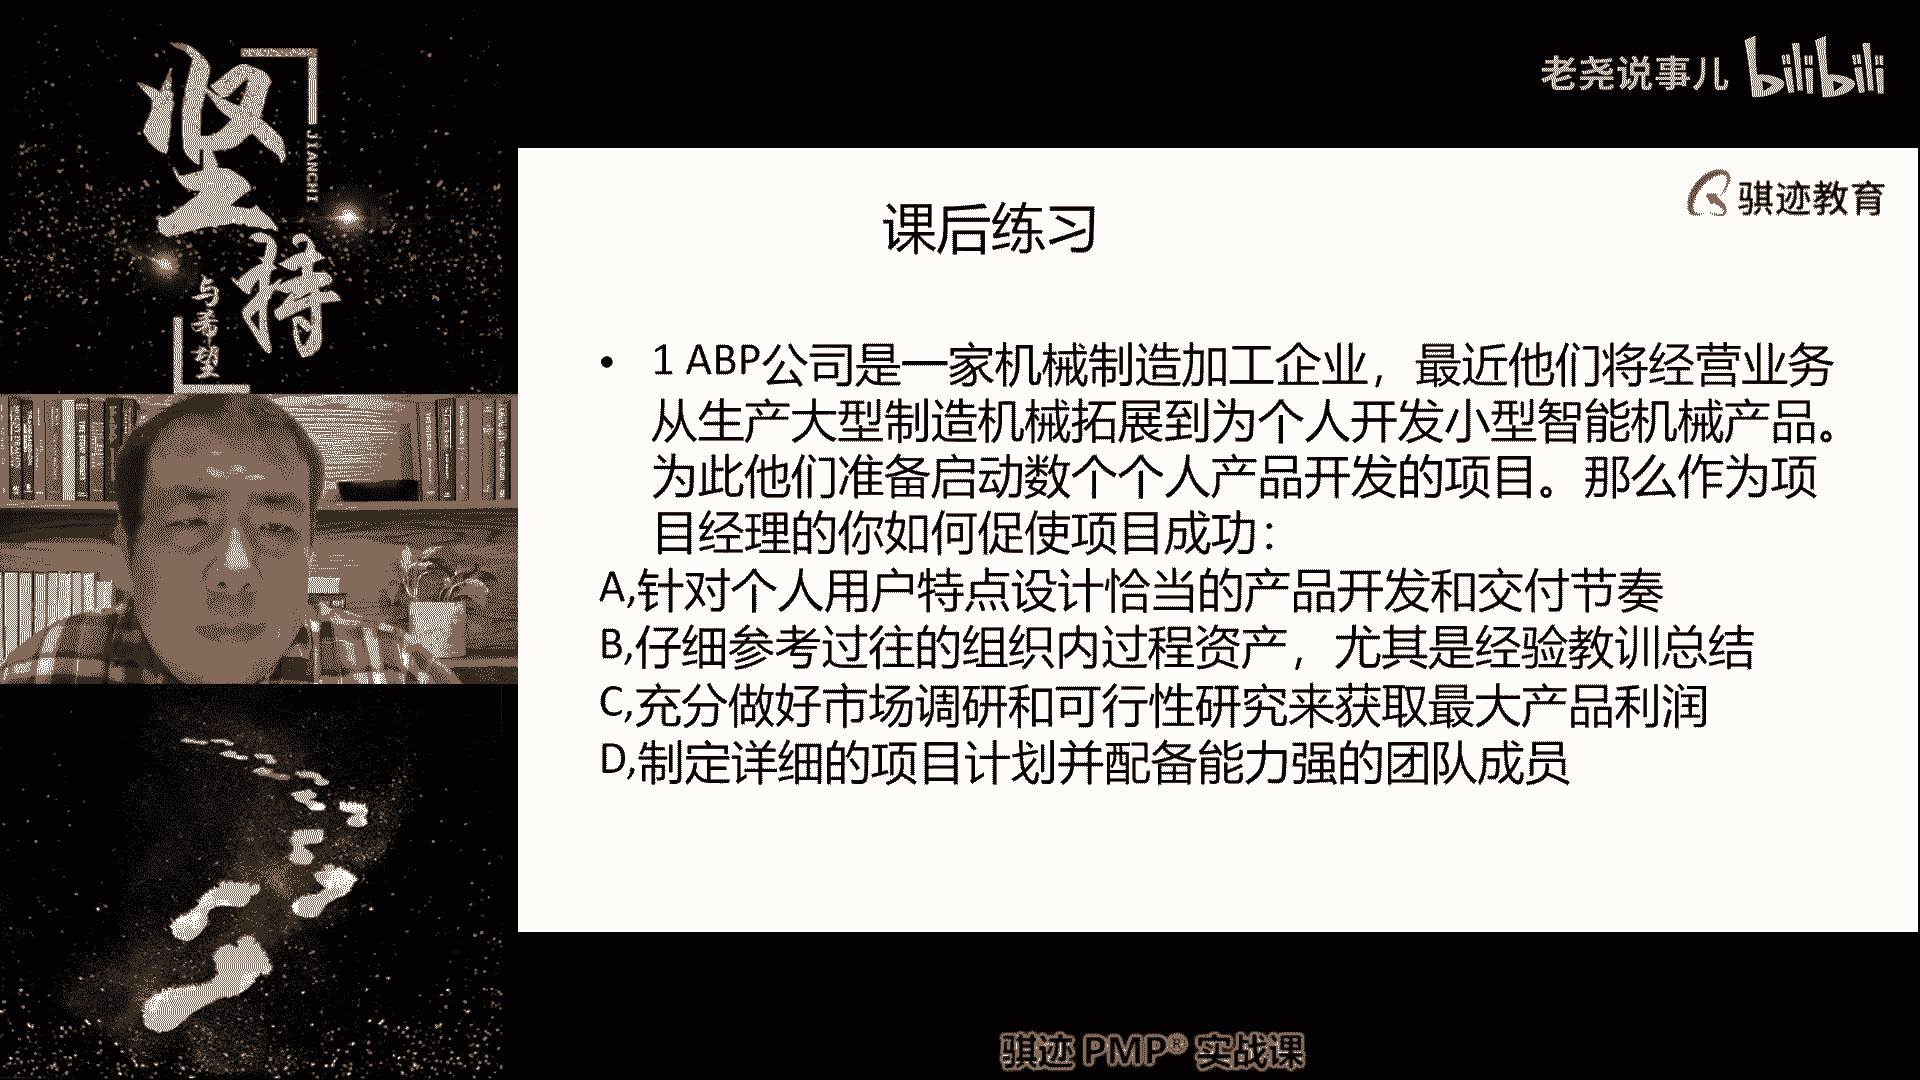 坚持
JIANCHI
与希望
老尧说事儿 bilibili
骐迹教育
课后练习
• 1 ABP公司是一家机械制造加工企业，最近他们将经营业务
从生产大型制造机械拓展到为个人开发小型智能机械产品。
为此他们准备启动数个个人产品开发的项目。那么作为项
目经理的你如何促使项目成功：
A,针对个人用户特点设计恰当的产品开发和交付节奏
B,仔细参考过往的组织内过程资产，尤其是经验教训总结
C,充分做好市场调研和可行性研究来获取最大产品利润
D,制定详细的项目计划并配备能力强的团队成员
骐迹 PMP® 实战课